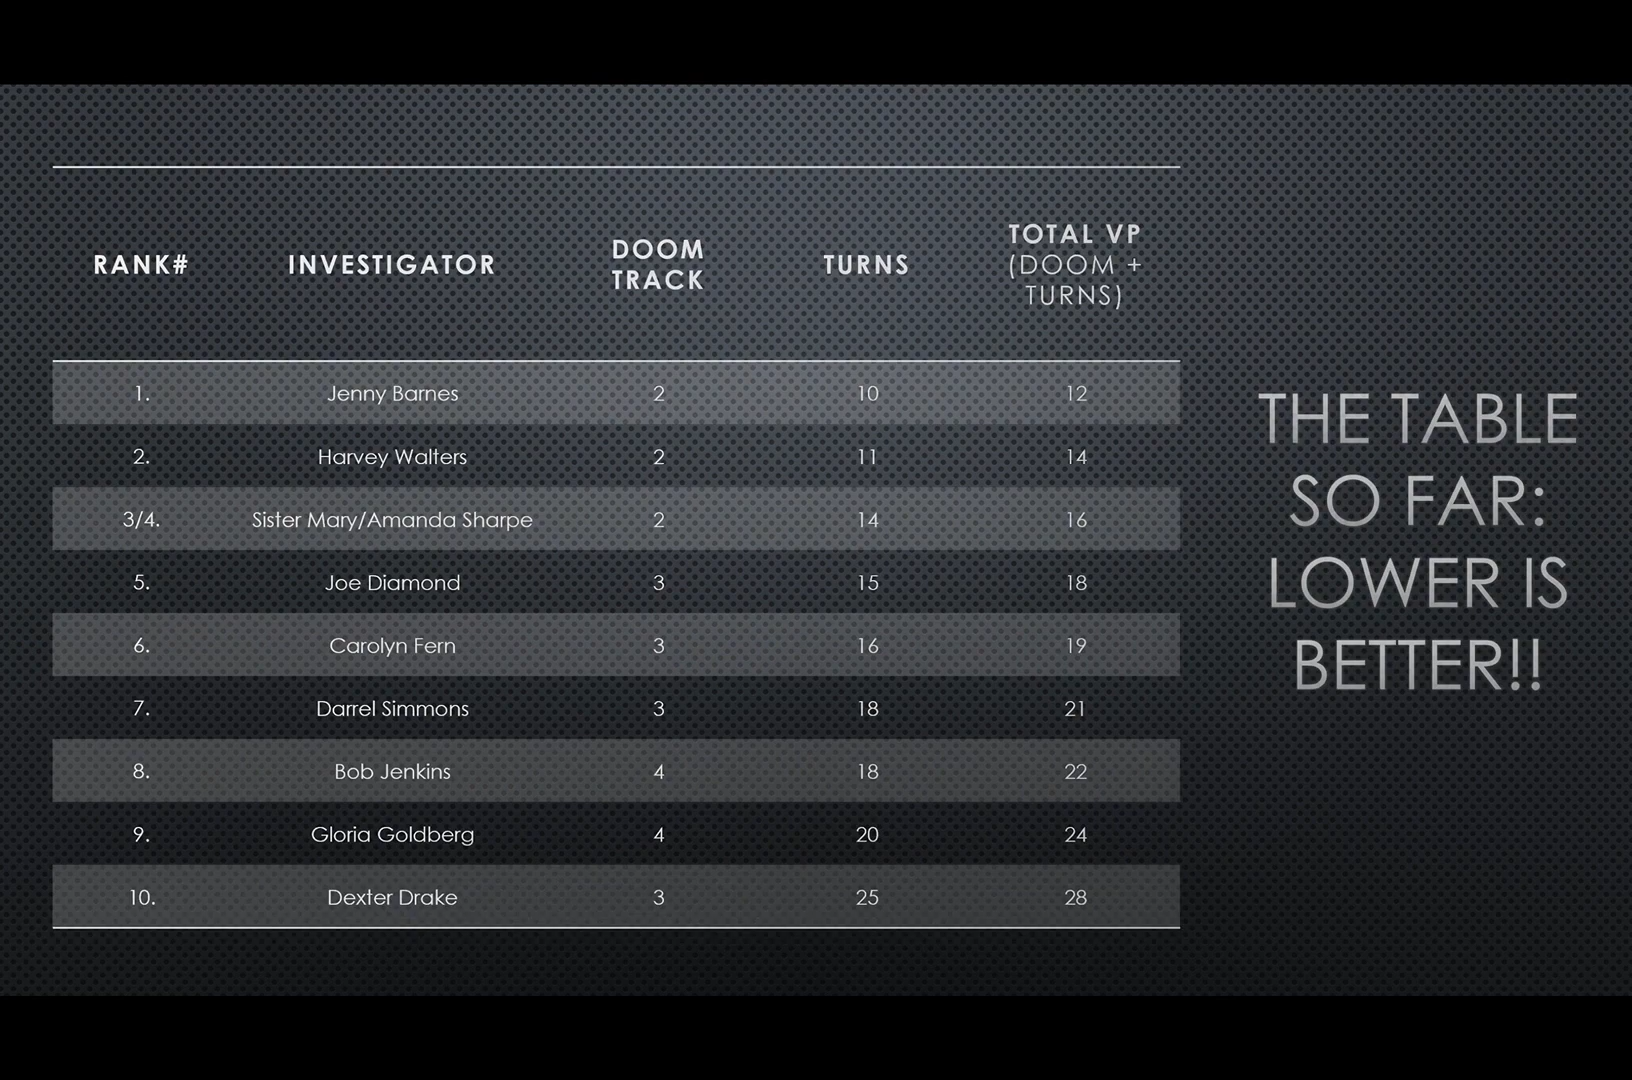 RANK# INVESTIGATOR DOOM TRACK TURNS TOTAL VP (DOOM + TURNS)
1. Jenny Barnes 2 10 12
2. Harvey Walters 2 11 14
3/4. Sister Mary/Amanda Sharpe 2 14 16
5. Joe Diamond 3 15 18
6. Carolyn Fern 3 16 19
7. Darrel Simmons 3 18 21
8. Bob Jenkins 4 18 22
9. Gloria Goldberg 4 20 24
10. Dexter Drake 3 25 28
THE TABLE
SO FAR:
LOWER IS
BETTER!!